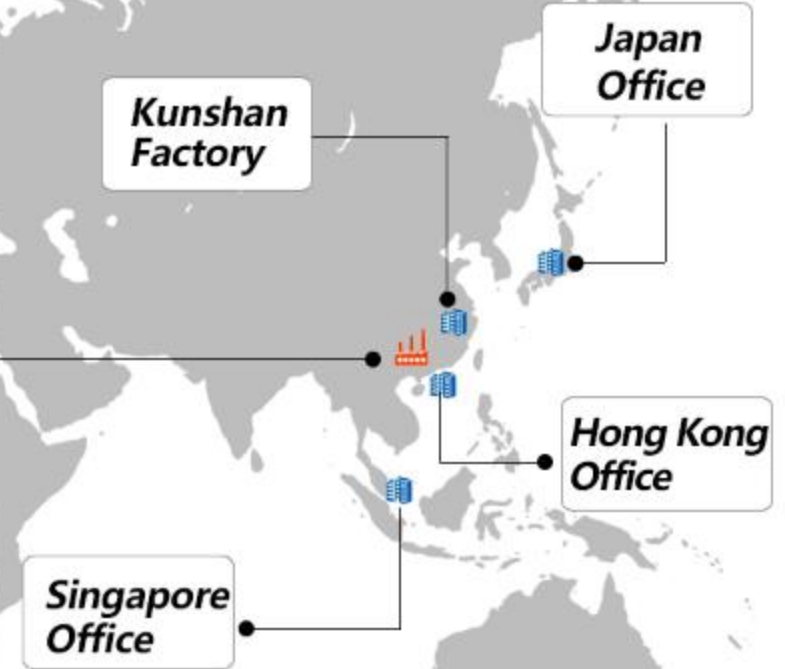 Japan
Office
Kunshan
Factory
Hong Kong
Office
Singapore
Office